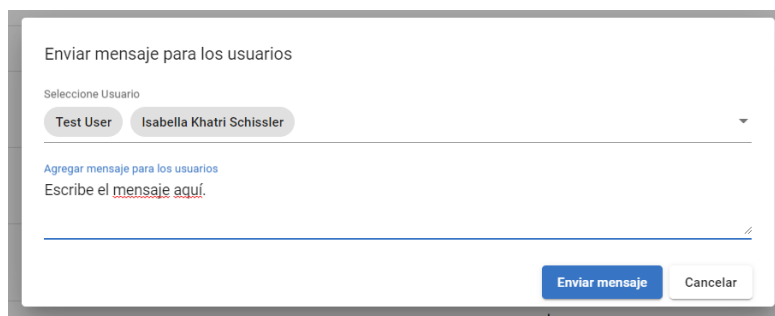 Enviar mensaje para los usuarios
Seleccione Usuario
Test User Isabella Khatri Schissler
Agregar mensaje para los usuarios
Escribe el mensaje aquí.
Enviar mensaje Cancelar